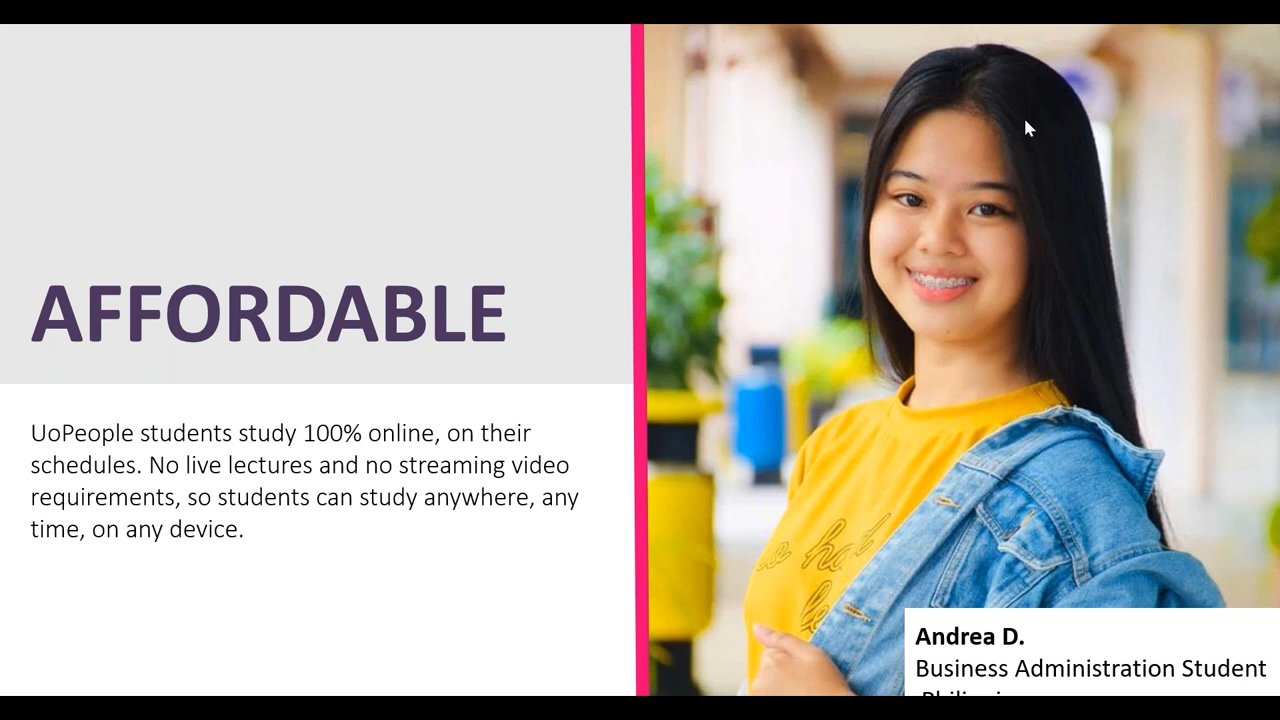 AFFORDABLE
UoPeople students study 100% online, on their
schedules. No live lectures and no streaming video
requirements, so students can study anywhere, any
time, on any device.
Andrea D.
Business Administration Student